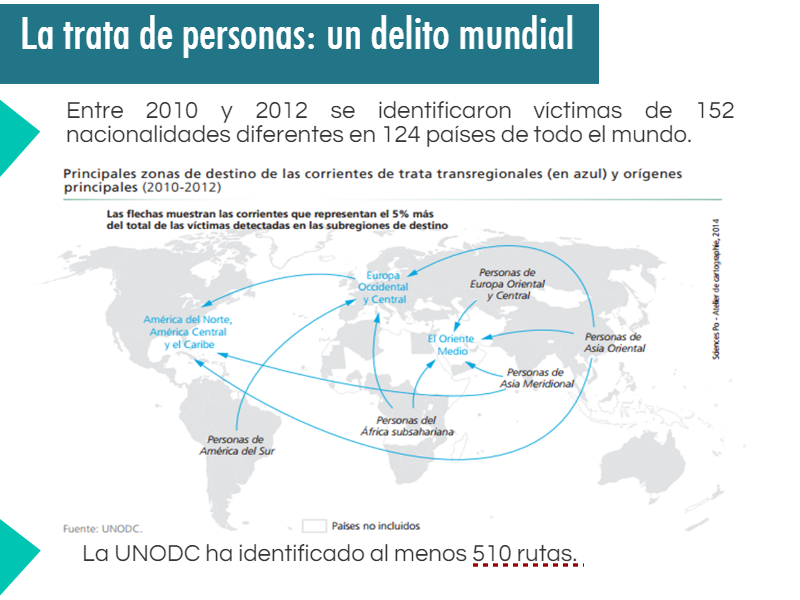 La trata de personas: un delito mundial
Entre 2010 y 2012 se identificaron víctimas de 152
nacionalidades diferentes en 124 países de todo el mundo.
Principales zonas de destino de las corrientes de trata transregionales (en azul) y orígenes
principales (2010-2012)
Las flechas muestran las corrientes que representan el 5% más
del total de las víctimas detectadas en las subregiones de destino
Sciences Po - Atelier de cartographie, 2014
Europa
Occidental
y Central
Personas de
Europa Oriental
y Central
América del Norte,
América Central
y el Caribe
El Oriente
Medio
Personas de
Asia Oriental
Personas de
Asia Meridional
Personas del
África subsahariana
Personas de
América del Sur
Fuente: UNODC.
Países no incluidos
La UNODC ha identificado al menos 510 rutas.